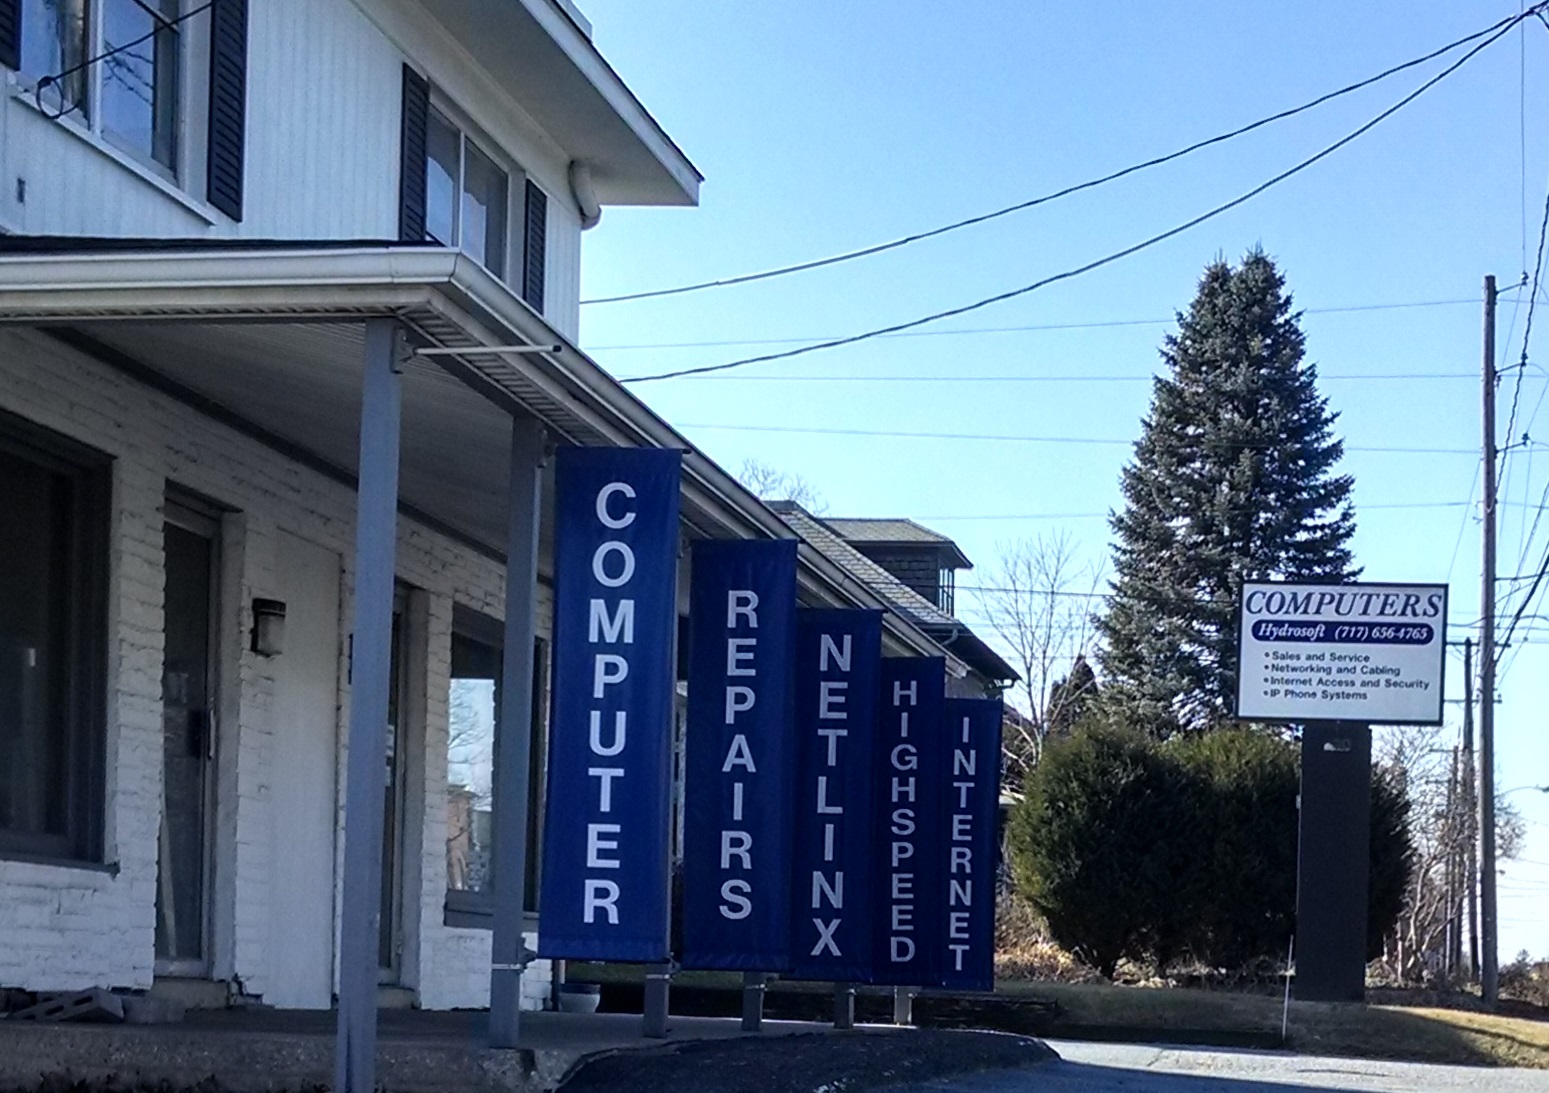 COMPUTER
REPAIRS
NETLINX
HIGHSPEED
INTERNET
COMPUTERS
Hydrosoft (717) 656-4765
• Sales and Service
• Networking and Cabling
• Internet Access and Security
• IP Phone Systems